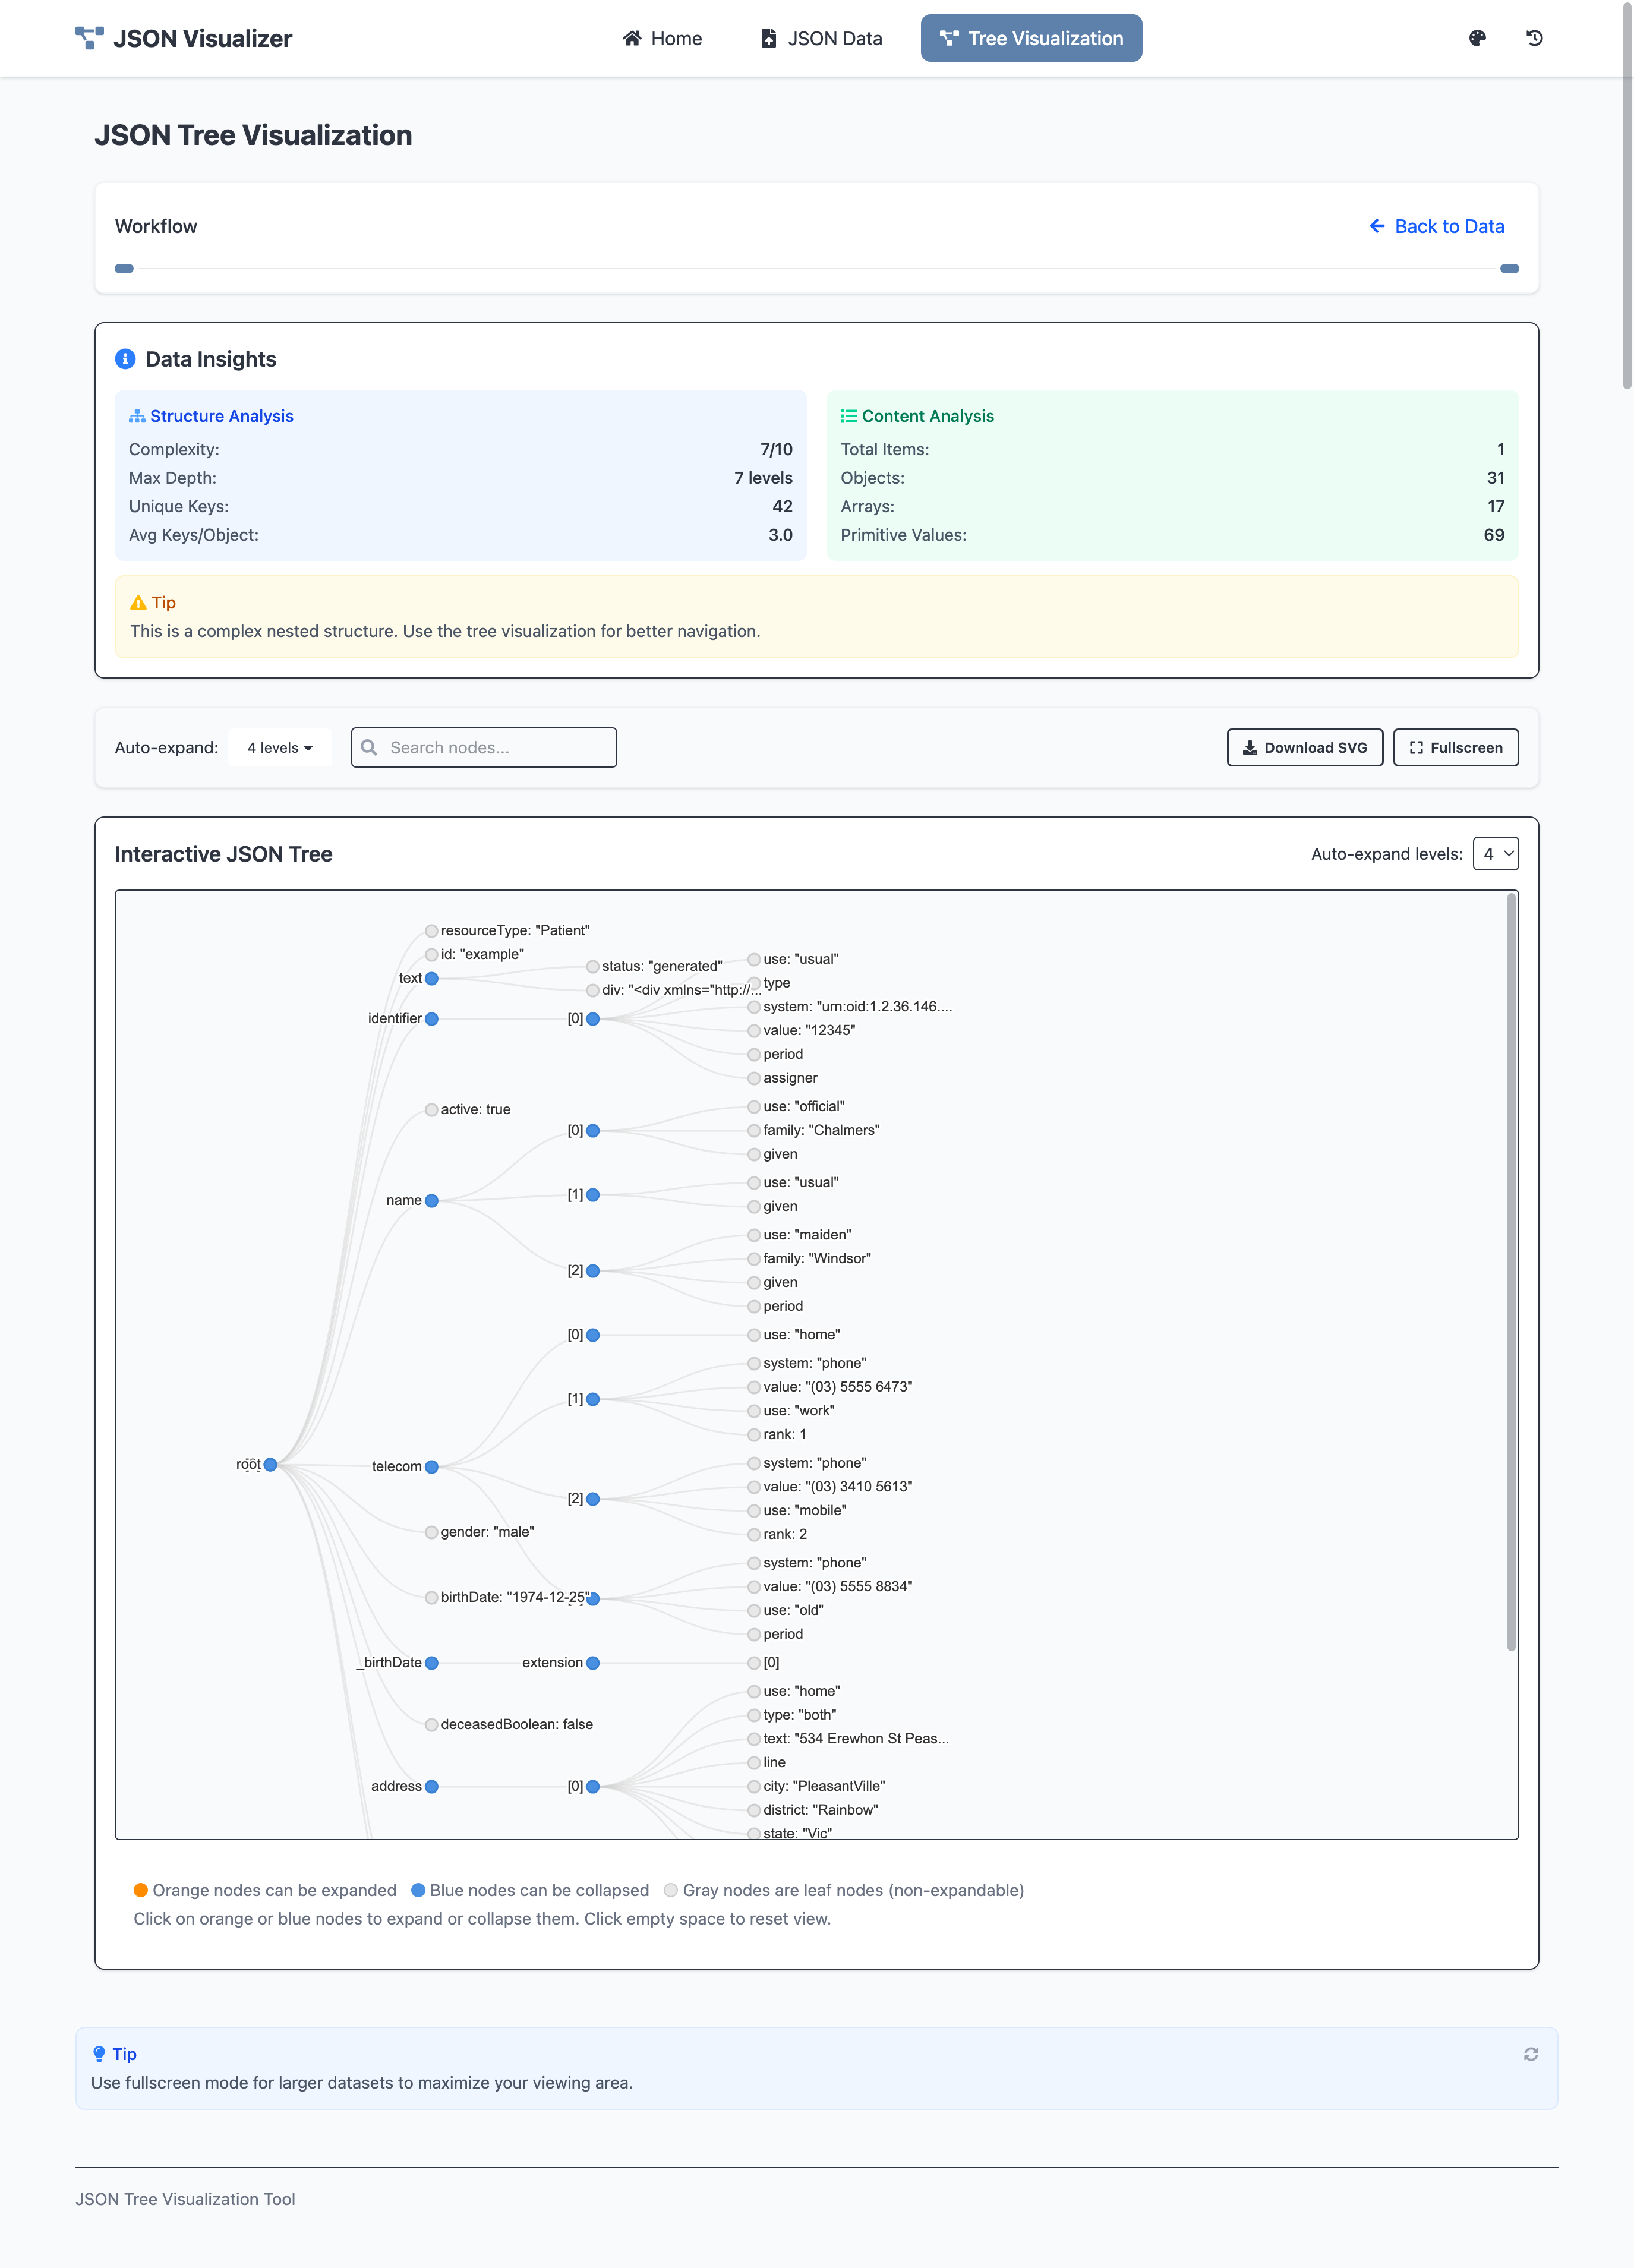 JSON Visualizer
Home
JSON Data
Tree Visualization
JSON Tree Visualization
Workflow
Back to Data
Data Insights
Structure Analysis
Complexity: 7/10
Max Depth: 7 levels
Unique Keys: 42
Avg Keys/Object: 3.0
Content Analysis
Total Items: 1
Objects: 31
Arrays: 17
Primitive Values: 69
Tip
This is a complex nested structure. Use the tree visualization for better navigation.
Auto-expand: 4 levels
Search nodes...
Download SVG
Fullscreen
Interactive JSON Tree
Auto-expand levels: 4
root
resourceType: "Patient"
id: "example"
text
status: "generated"
div: "<div xmlns="http://...
identifier
[0]
use: "usual"
type
system: "urn:oid:1.2.36.146....
value: "12345"
period
assigner
active: true
name
[0]
use: "official"
family: "Chalmers"
given
[1]
use: "usual"
given
[2]
use: "maiden"
family: "Windsor"
given
period
telecom
[0]
use: "home"
[1]
system: "phone"
value: "(03) 5555 6473"
use: "work"
rank: 1
[2]
system: "phone"
value: "(03) 3410 5613"
use: "mobile"
rank: 2
system: "phone"
value: "(03) 5555 8834"
use: "old"
period
gender: "male"
birthDate: "1974-12-25"
_birthDate
extension
[0]
deceasedBoolean: false
address
[0]
use: "home"
type: "both"
text: "534 Erewhon St Peas...
line
city: "PleasantVille"
district: "Rainbow"
state: "Vic"
Orange nodes can be expanded
Blue nodes can be collapsed
Gray nodes are leaf nodes (non-expandable)
Click on orange or blue nodes to expand or collapse them. Click empty space to reset view.
Tip
Use fullscreen mode for larger datasets to maximize your viewing area.
JSON Tree Visualization Tool